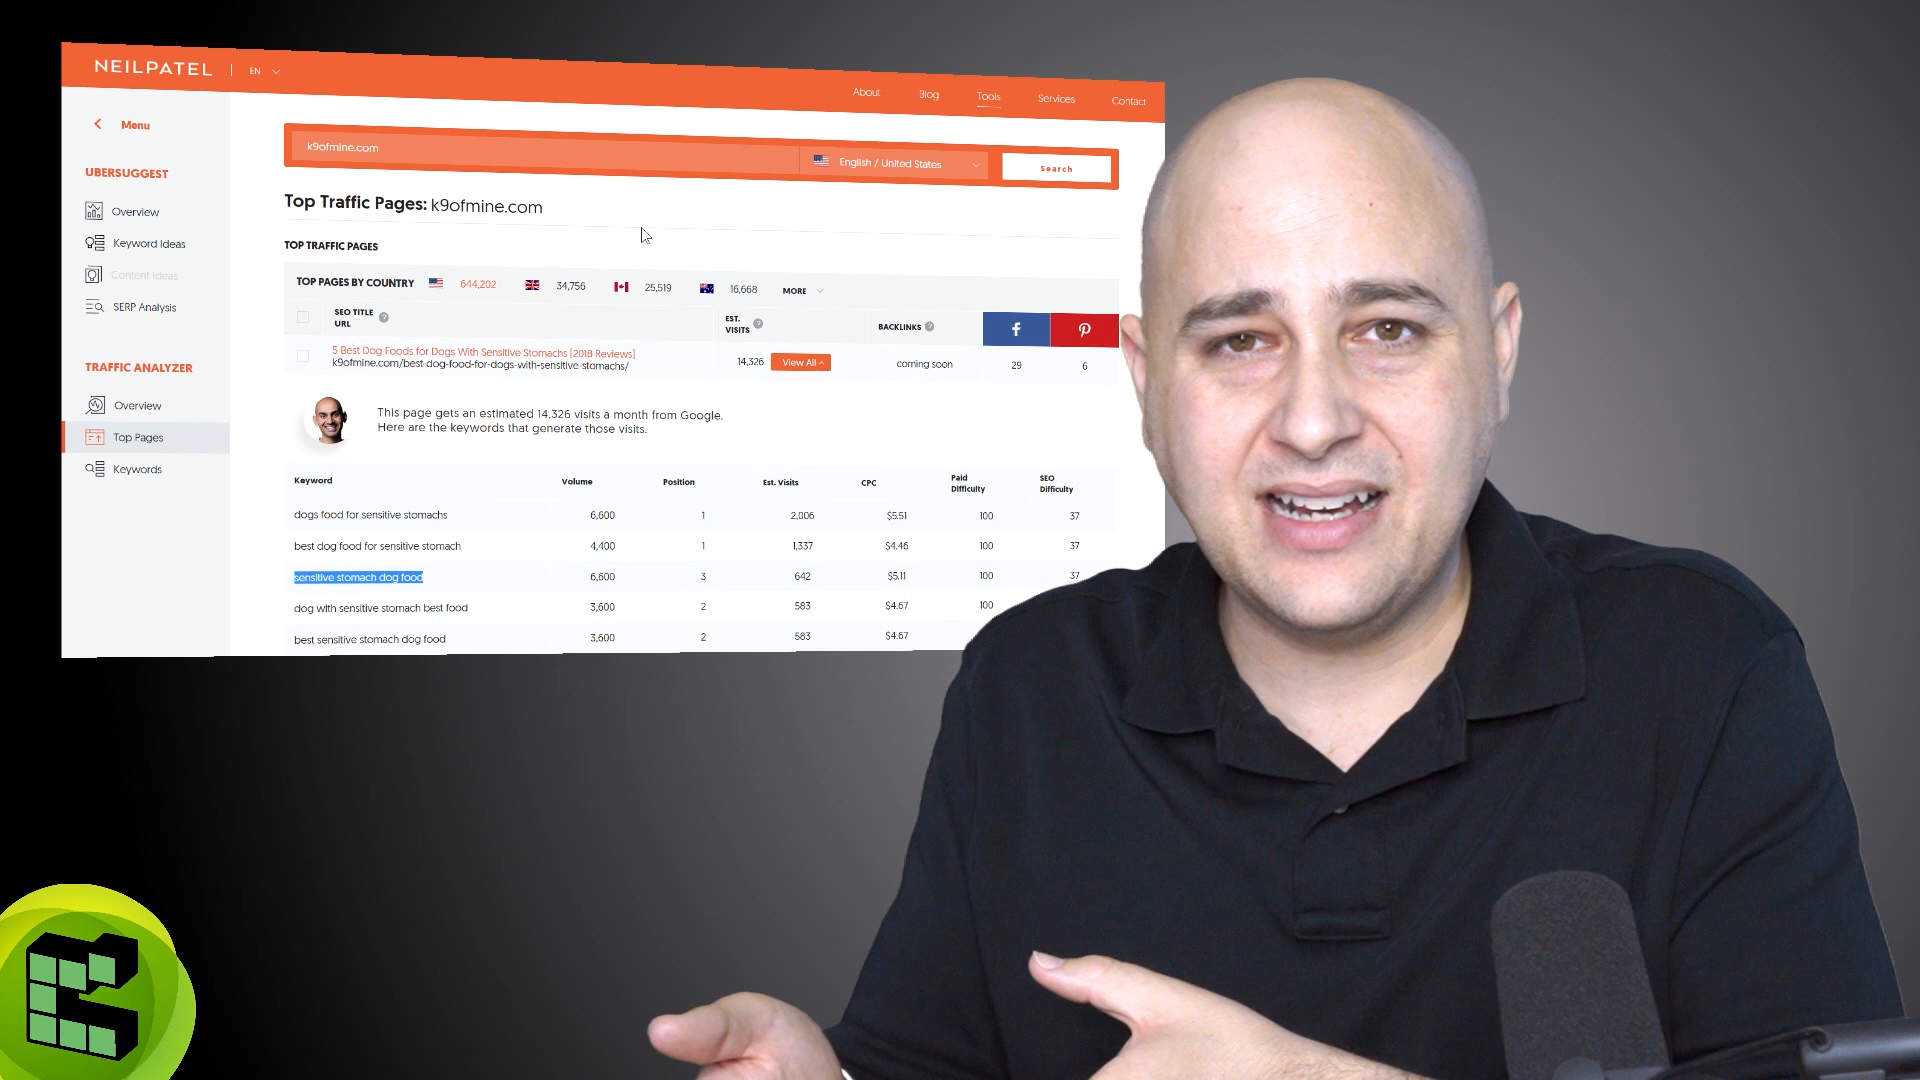 NEILPATEL
EN
About
Blog
Tools
Services
Contact
Menu
k9ofmine.com
English / United States
Search
UBERSUGGEST
Overview
Keyword Ideas
Content Ideas
SERP Analysis
TRAFFIC ANALYZER
Overview
Top Pages
Keywords
Top Traffic Pages: k9ofmine.com
TOP TRAFFIC PAGES
TOP PAGES BY COUNTRY 644,202 34,756 25,519 16,668 MORE
SEO TITLE
URL
EST.
VISITS
BACKLINKS
5 Best Dog Foods for Dogs With Sensitive Stomachs [2018 Reviews]
k9ofmine.com/best-dog-food-for-dogs-with-sensitive-stomachs/
14,326 View All coming soon 29 6
This page gets an estimated 14,326 visits a month from Google.
Here are the keywords that generate those visits.
Keyword Volume Position Est. Visits CPC Paid Difficulty SEO Difficulty
dogs food for sensitive stomachs 6,600 1 2,006 $5.51 100 37
best dog food for sensitive stomach 4,400 1 1,337 $4.46 100 37
sensitive stomach dog food 6,600 3 642 $5.11 100 37
dog with sensitive stomach best food 3,600 2 583 $4.67 100
best sensitive stomach dog food 3,600 2 583 $4.67